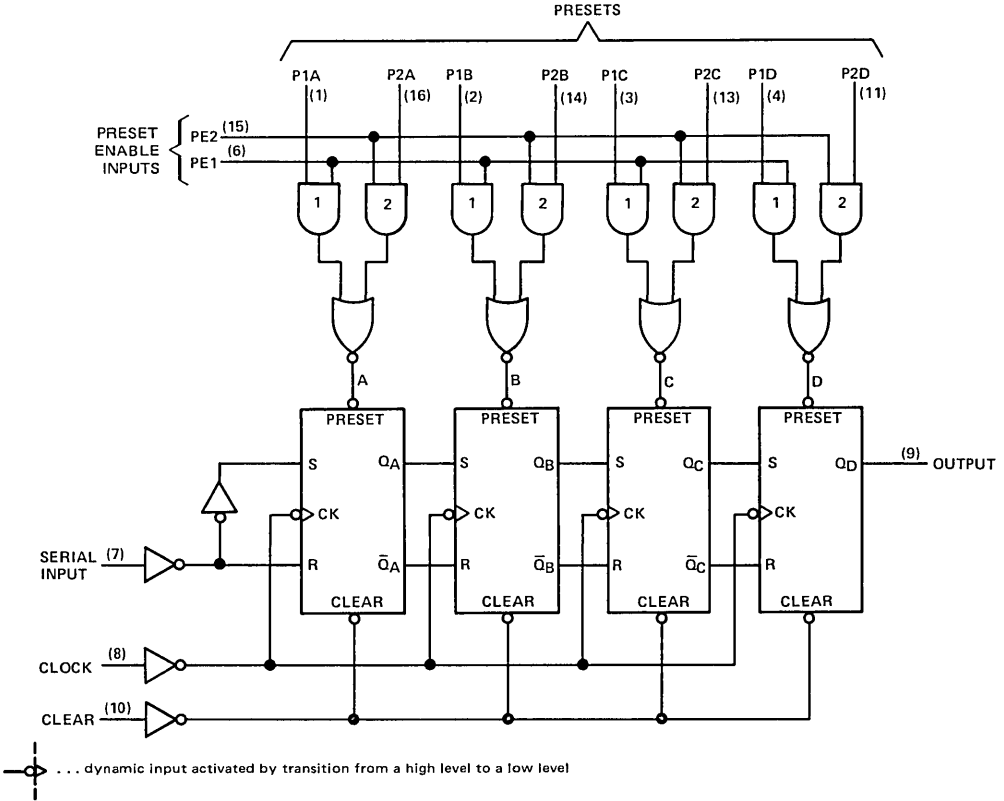 PRESETS
P1A P2A P1B P2B P1C P2C P1D P2D
(1) (16) (2) (14) (3) (13) (4) (11)
PRESET
ENABLE
INPUTS
PE2 (15)
PE1 (6)
1 2 1 2 1 2 1 2
A B C D
PRESET PRESET PRESET PRESET
S QA S QB S QC S QD (9) OUTPUT
CK CK CK CK
SERIAL
INPUT
(7)
R Q̄A R Q̄B R Q̄C R
CLEAR CLEAR CLEAR CLEAR
CLOCK (8)
CLEAR (10)
... dynamic input activated by transition from a high level to a low level